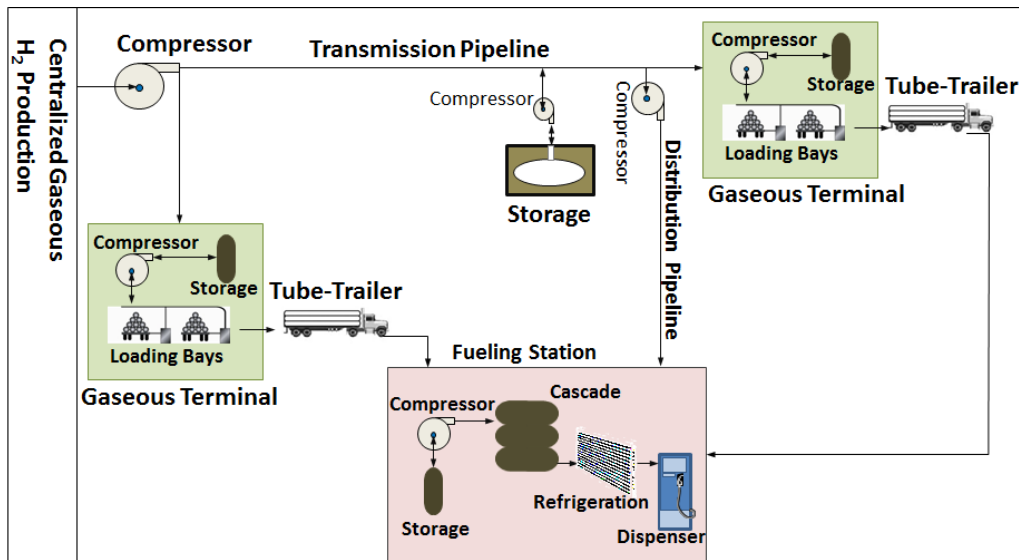 Centralized Gaseous
H₂ Production
Compressor
Transmission Pipeline
Compressor
Storage
Compressor
Distribution Pipeline
Compressor
Storage
Loading Bays
Gaseous Terminal
Tube-Trailer
Compressor
Storage
Loading Bays
Gaseous Terminal
Tube-Trailer
Fueling Station
Compressor
Storage
Cascade
Refrigeration
Dispenser